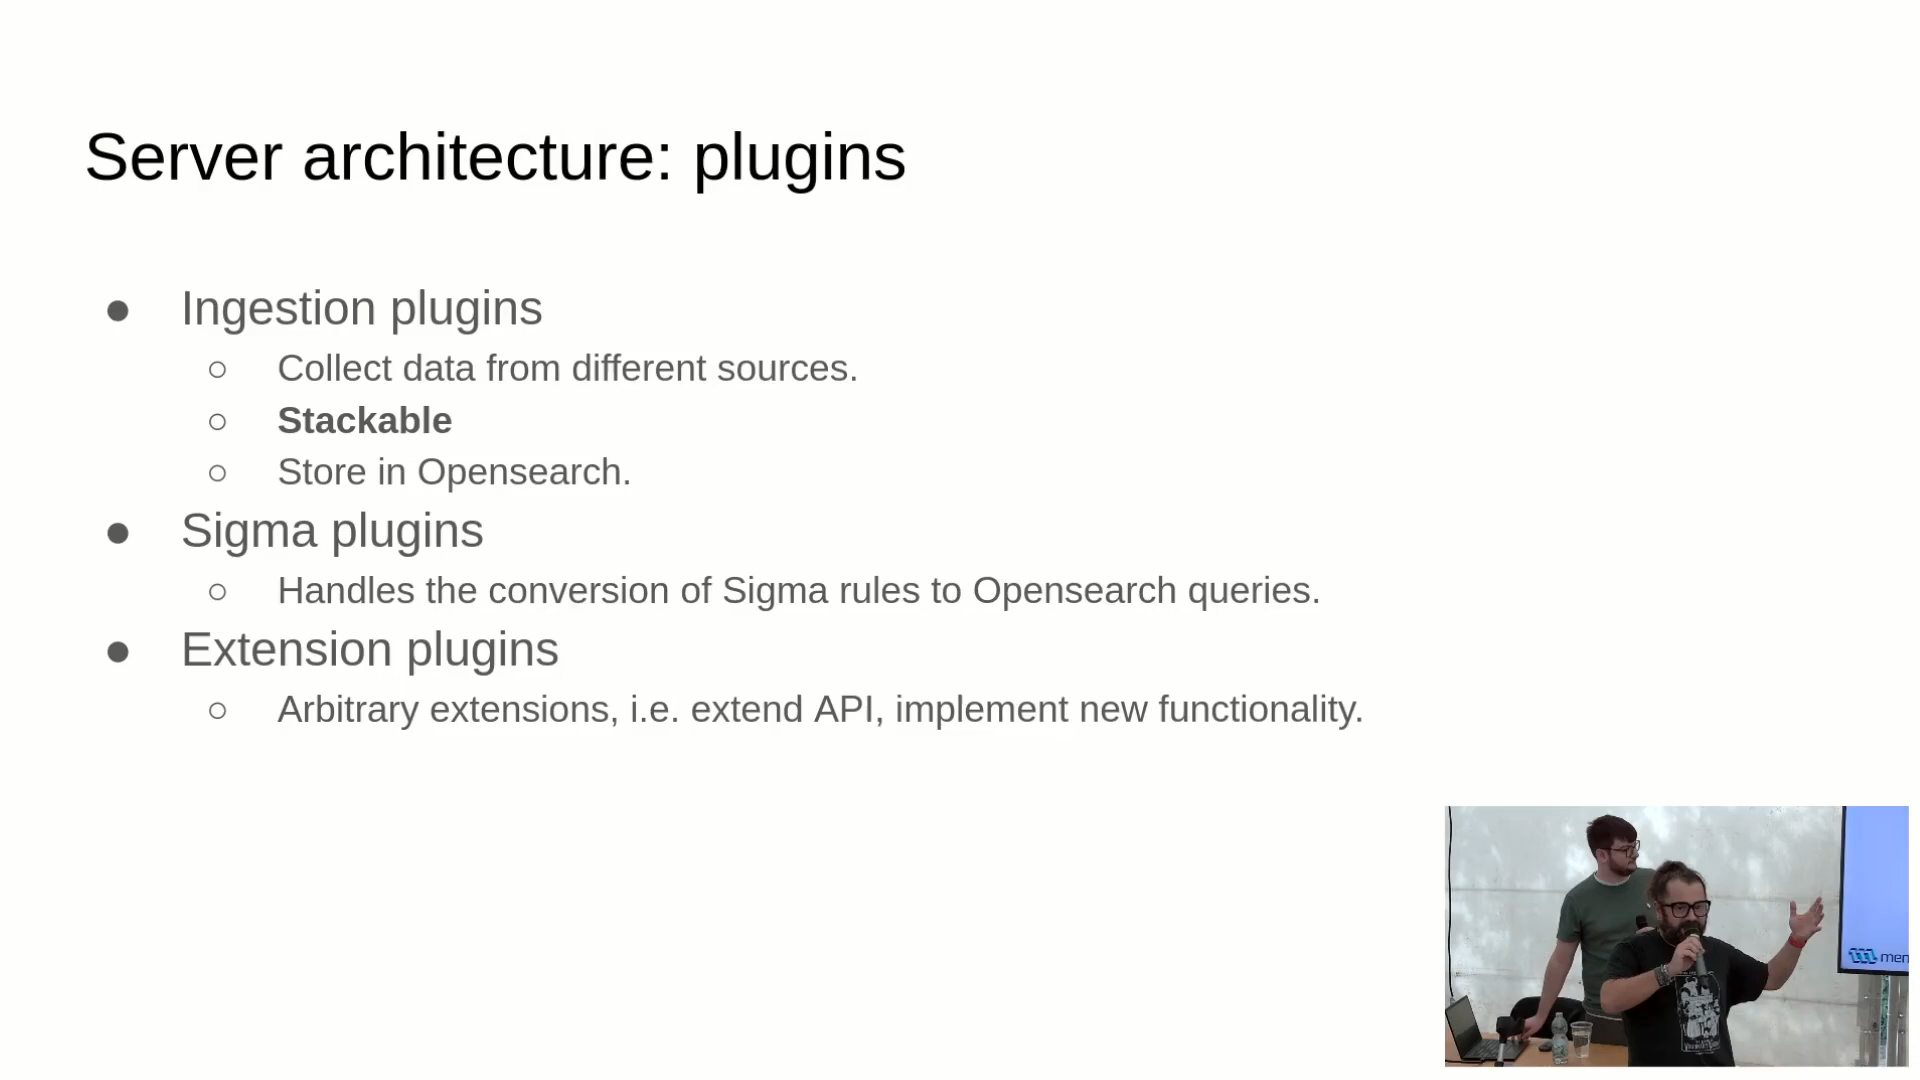 Server architecture: plugins
● Ingestion plugins
○ Collect data from different sources.
○ Stackable
○ Store in Opensearch.
● Sigma plugins
○ Handles the conversion of Sigma rules to Opensearch queries.
● Extension plugins
○ Arbitrary extensions, i.e. extend API, implement new functionality.